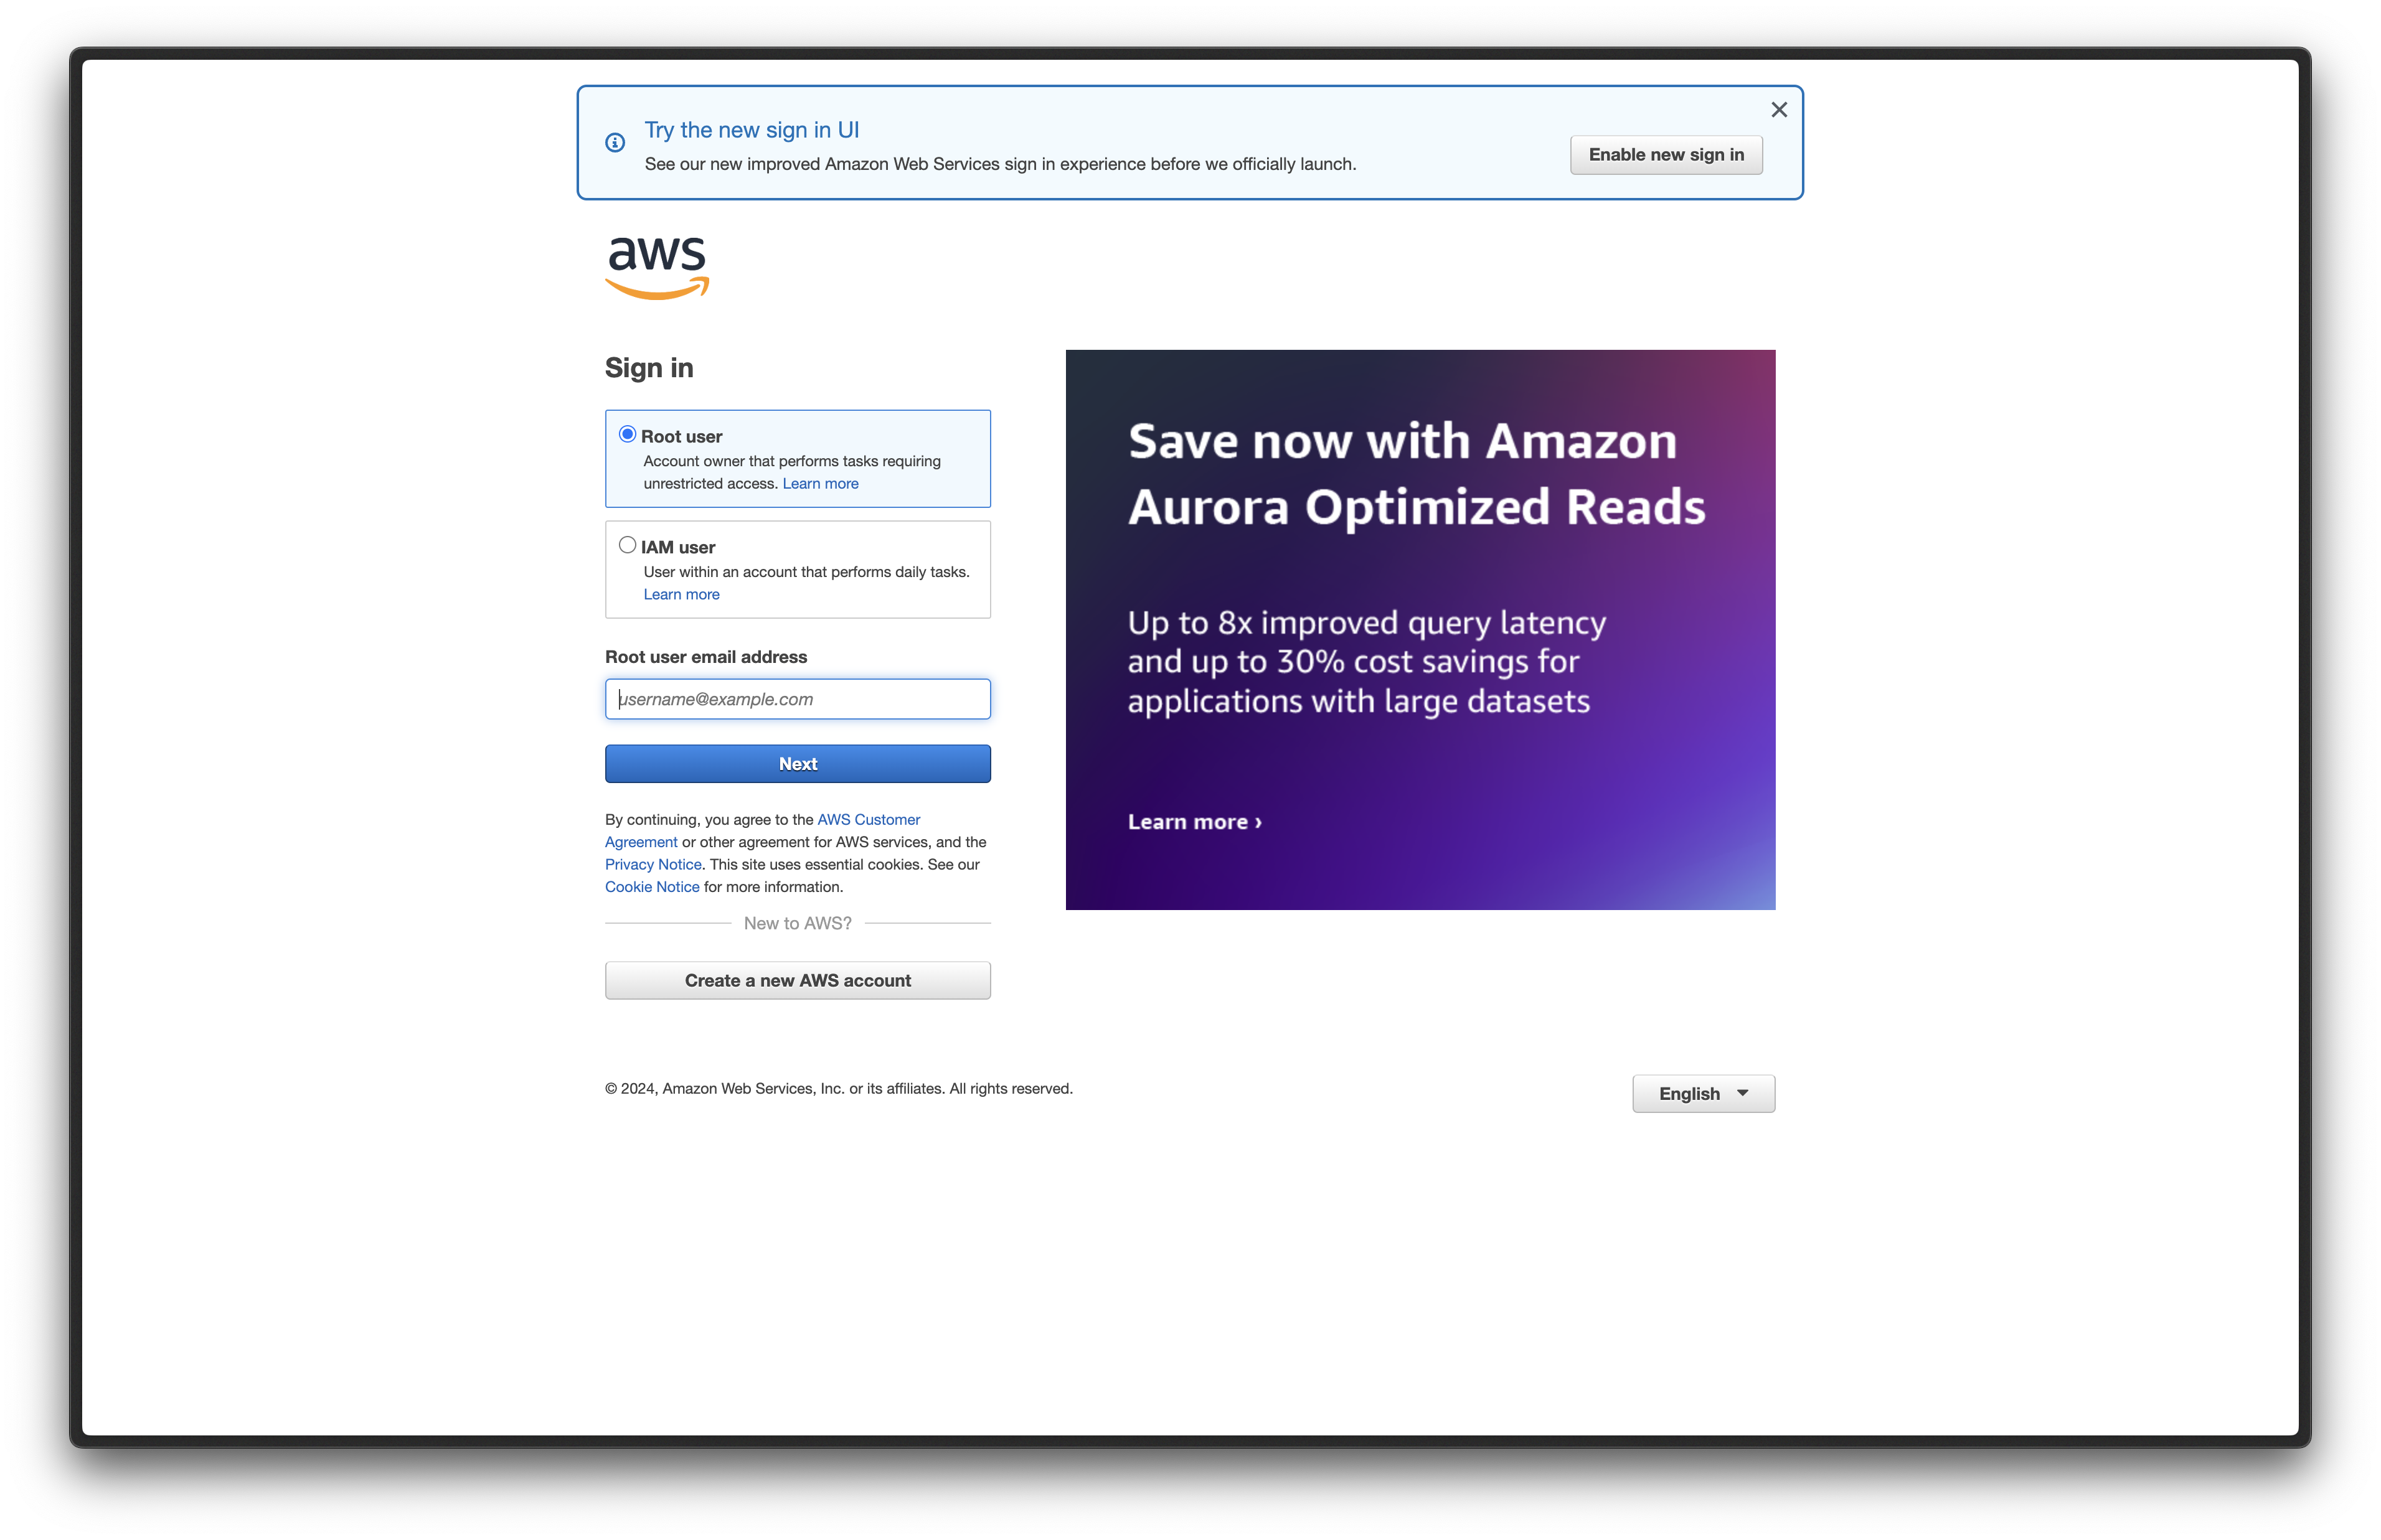 Try the new sign in UI
See our new improved Amazon Web Services sign in experience before we officially launch.
Enable new sign in
aws
Sign in
Root user
Account owner that performs tasks requiring
unrestricted access. Learn more
IAM user
User within an account that performs daily tasks.
Learn more
Root user email address
username@example.com
Next
By continuing, you agree to the AWS Customer
Agreement or other agreement for AWS services, and the
Privacy Notice. This site uses essential cookies. See our
Cookie Notice for more information.
New to AWS?
Create a new AWS account
Save now with Amazon
Aurora Optimized Reads
Up to 8x improved query latency
and up to 30% cost savings for
applications with large datasets
Learn more ›
© 2024, Amazon Web Services, Inc. or its affiliates. All rights reserved.
English